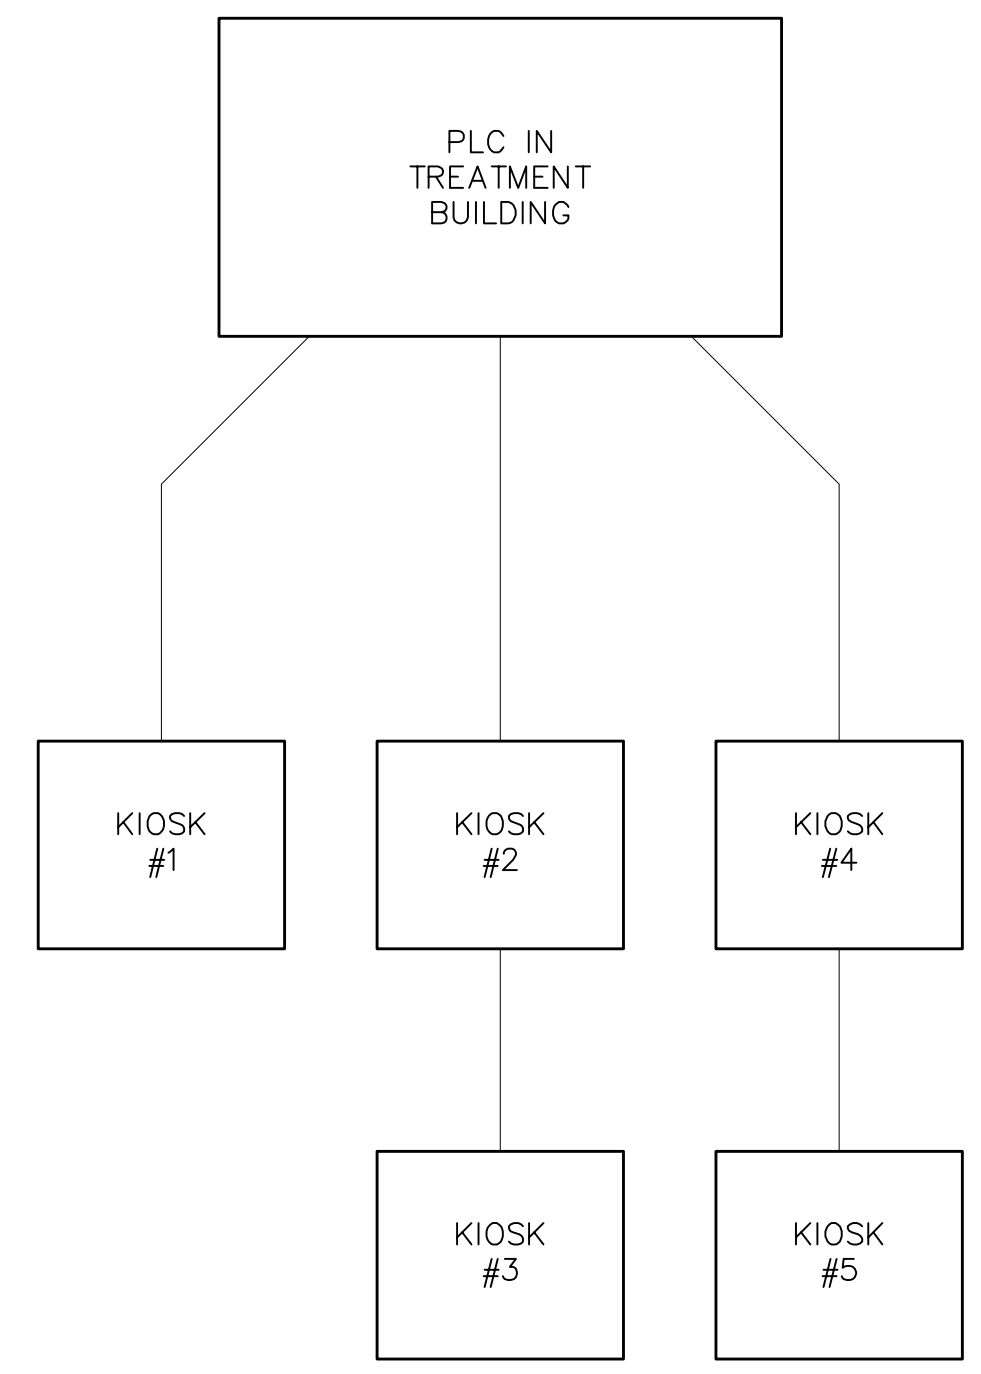 PLC IN
TREATMENT
BUILDING
KIOSK
#1
KIOSK
#2
KIOSK
#4
KIOSK
#3
KIOSK
#5